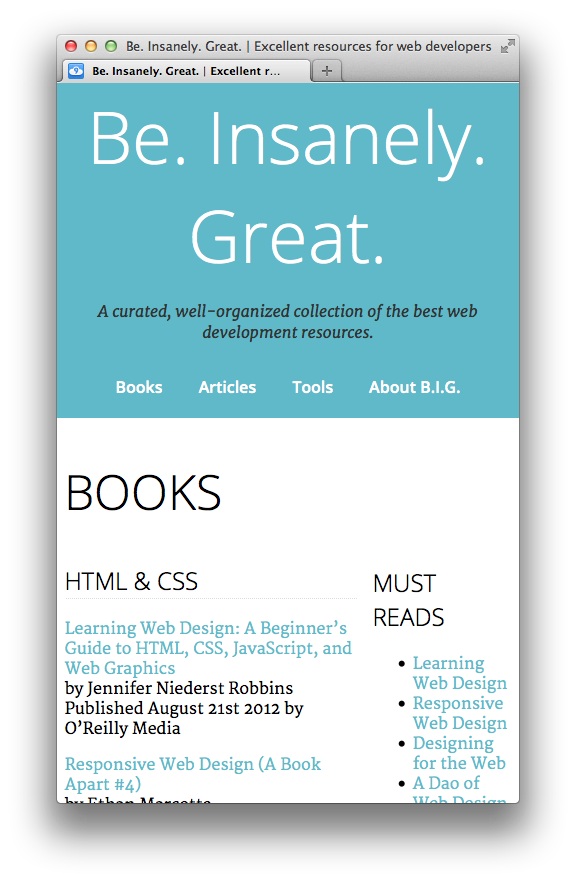 Be. Insanely. Great. | Excellent resources for web developers
Be. Insanely. Great. | Excellent r...
Be. Insanely.
Great.
A curated, well-organized collection of the best web
development resources.
Books Articles Tools About B.I.G.
BOOKS
HTML & CSS
Learning Web Design: A Beginner’s
Guide to HTML, CSS, JavaScript, and
Web Graphics
by Jennifer Niederst Robbins
Published August 21st 2012 by
O’Reilly Media
Responsive Web Design (A Book
Apart #4)
by Ethan Marcotte
MUST
READS
Learning
Web Design
Responsive
Web Design
Designing
for the Web
A Dao of
Web Design